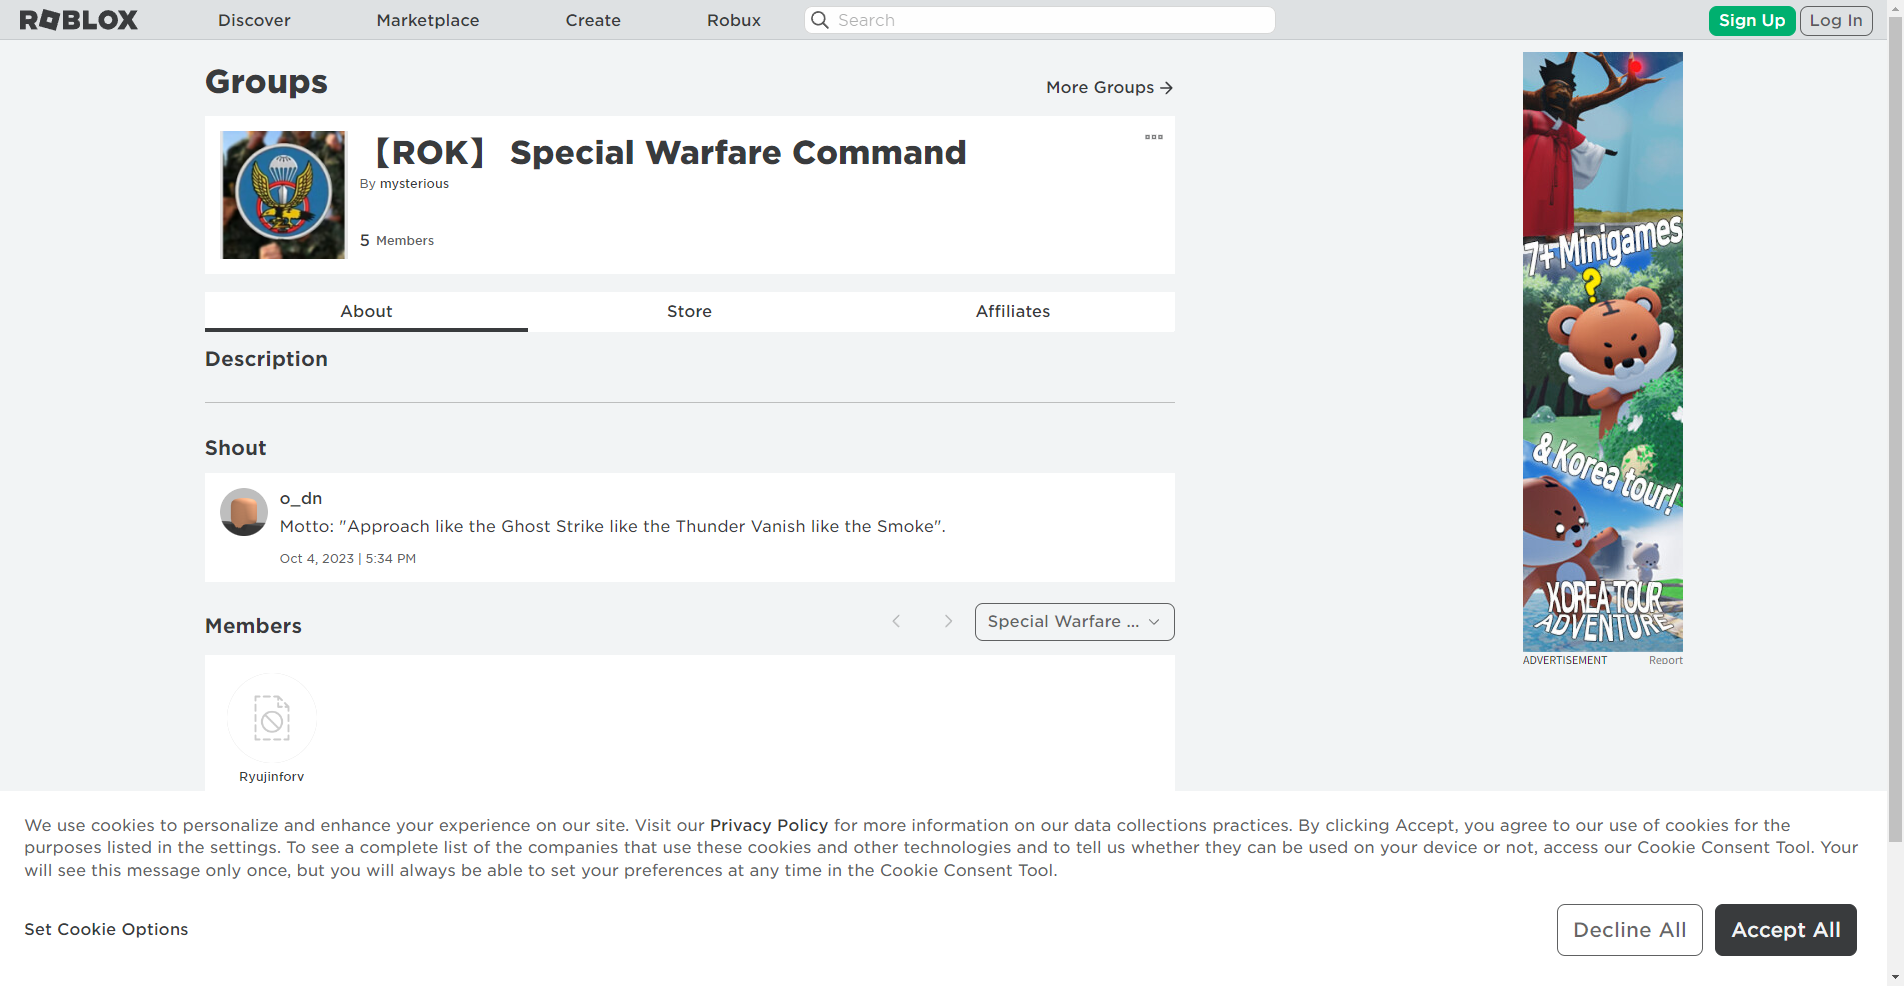 ROBLOX
Discover
Marketplace
Create
Robux
Search
Sign Up
Log In
Groups
More Groups →
【ROK】 Special Warfare Command
By mysterious
5 Members
About
Store
Affiliates
Description
Shout
o_dn
Motto: "Approach like the Ghost Strike like the Thunder Vanish like the Smoke".
Oct 4, 2023 | 5:34 PM
Members
Special Warfare ...
Ryujinforv
7+ Minigames
?
& Korea tour!
KOREA TOUR
ADVENTURE
ADVERTISEMENT
Report
We use cookies to personalize and enhance your experience on our site. Visit our Privacy Policy for more information on our data collections practices. By clicking Accept, you agree to our use of cookies for the
purposes listed in the settings. To see a complete list of the companies that use these cookies and other technologies and to tell us whether they can be used on your device or not, access our Cookie Consent Tool. Your
will see this message only once, but you will always be able to set your preferences at any time in the Cookie Consent Tool.
Set Cookie Options
Decline All
Accept All